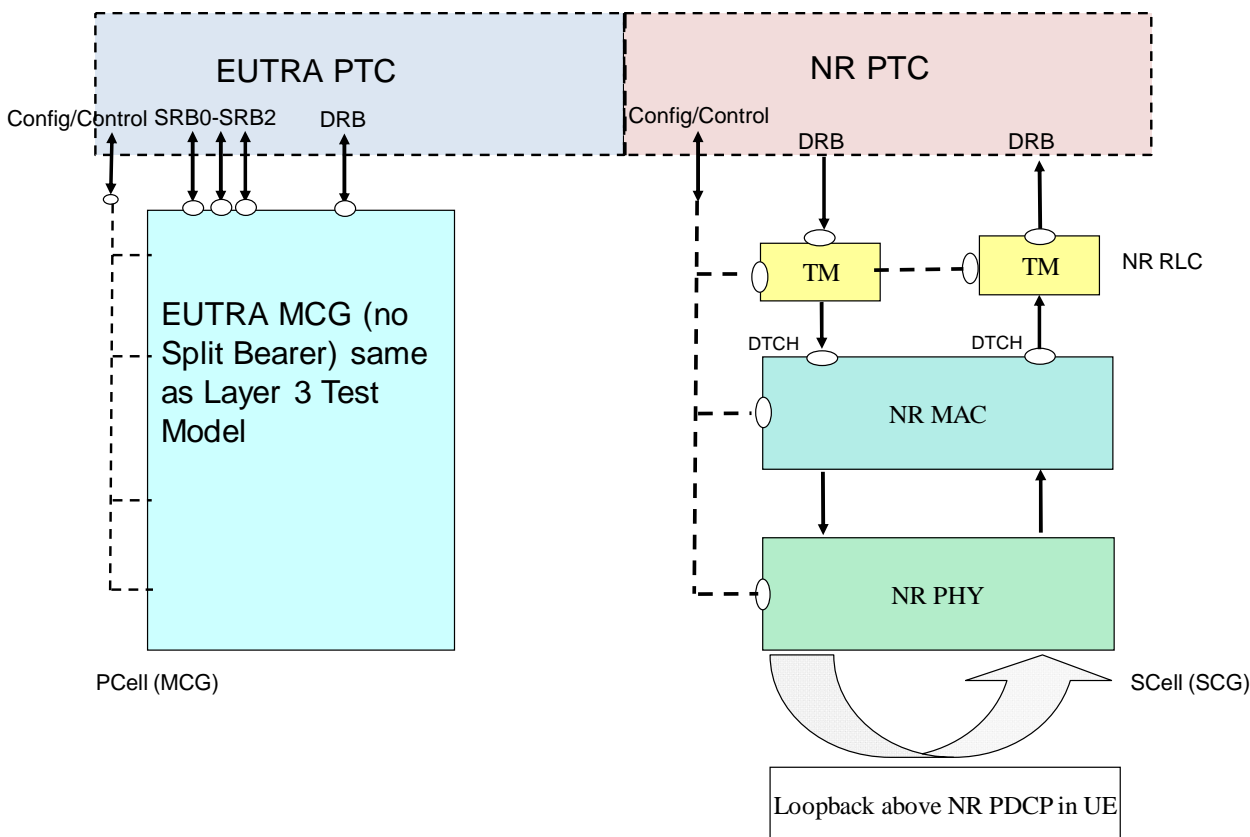 EUTRA PTC
NR PTC
Config/Control
SRB0-SRB2
DRB
Config/Control
DRB
DRB
TM
TM
NR RLC
DTCH
DTCH
EUTRA MCG (no
Split Bearer) same
as Layer 3 Test
Model
NR MAC
NR PHY
PCell (MCG)
SCell (SCG)
Loopback above NR PDCP in UE